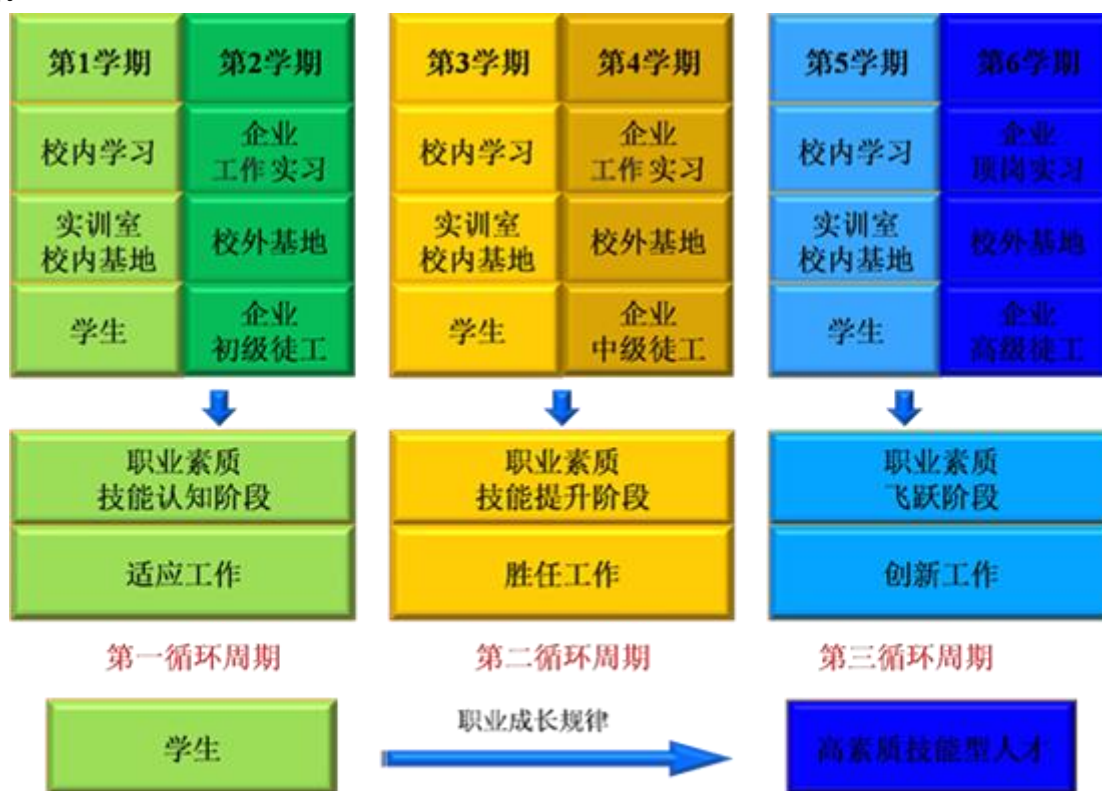 第1学期 第2学期 第3学期 第4学期 第5学期 第6学期
校内学习 企业 校内学习 企业 校内学习 企业
工作实习 工作实习 顶岗实习
实训室 校外基地 实训室 校外基地 实训室 校外基地
校内基地 校内基地 校内基地
学生 企业 学生 企业 学生 企业
初级徒工 中级徒工 高级徒工
职业素质 职业素质 职业素质
技能认知阶段 技能提升阶段 飞跃阶段
适应工作 胜任工作 创新工作
第一循环周期 第二循环周期 第三循环周期
学生 职业成长规律 高素质技能型人才